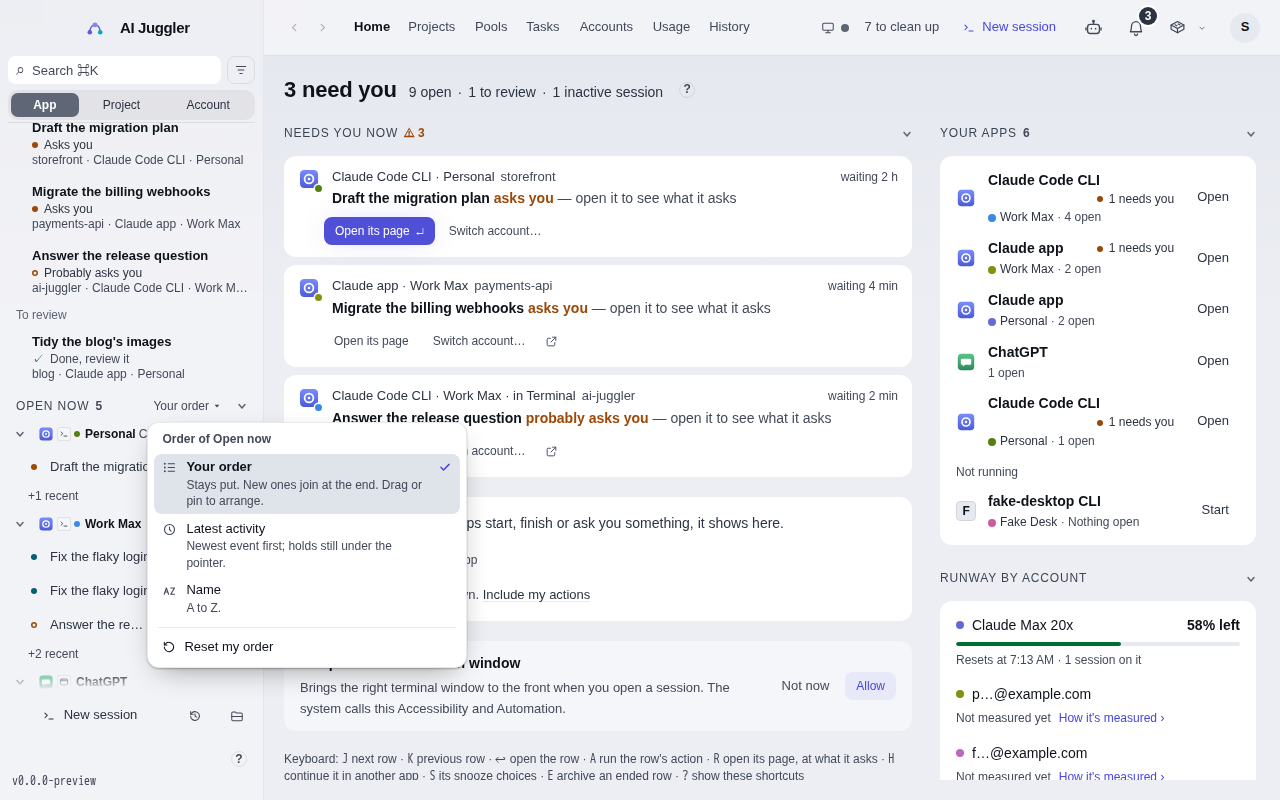 AI Juggler
Search ⌘K
App Project Account
Draft the migration plan
Asks you
storefront · Claude Code CLI · Personal
Migrate the billing webhooks
Asks you
payments-api · Claude app · Work Max
Answer the release question
Probably asks you
ai-juggler · Claude Code CLI · Work M…
To review
Tidy the blog's images
Done, review it
blog · Claude app · Personal
OPEN NOW 5 Your order
Personal
Draft the migratio
+1 recent
Work Max
Fix the flaky login
Fix the flaky login
Answer the re…
+2 recent
ChatGPT
New session
?
v0.0.0-preview
Home Projects Pools Tasks Accounts Usage History
7 to clean up
New session
3
S
3 need you 9 open · 1 to review · 1 inactive session ?
NEEDS YOU NOW 3
Claude Code CLI · Personal storefront waiting 2 h
Draft the migration plan asks you — open it to see what it asks
Open its page Switch account…
Claude app · Work Max payments-api waiting 4 min
Migrate the billing webhooks asks you — open it to see what it asks
Open its page Switch account…
Claude Code CLI · Work Max · in Terminal ai-juggler waiting 2 min
Answer the release question probably asks you — open it to see what it asks
account…
ps start, finish or ask you something, it shows here.
Include my actions
window
Brings the right terminal window to the front when you open a session. The
system calls this Accessibility and Automation.
Not now Allow
Keyboard: J next row · K previous row · ↩ open the row · A run the row's action · R open its page, at what it asks · H
continue it in another app · S its snooze choices · E archive an ended row · ? show these shortcuts
Order of Open now
Your order
Stays put. New ones join at the end. Drag or
pin to arrange.
Latest activity
Newest event first; holds still under the
pointer.
AZ Name
A to Z.
Reset my order
YOUR APPS 6
Claude Code CLI
1 needs you
Work Max · 4 open
Open
Claude app 1 needs you
Work Max · 2 open
Open
Claude app
Personal · 2 open
Open
ChatGPT
1 open
Open
Claude Code CLI
1 needs you
Personal · 1 open
Open
Not running
F fake-desktop CLI
Fake Desk · Nothing open
Start
RUNWAY BY ACCOUNT
Claude Max 20x 58% left
Resets at 7:13 AM · 1 session on it
p…@example.com
Not measured yet How it's measured ›
f…@example.com
Not measured yet How it's measured ›